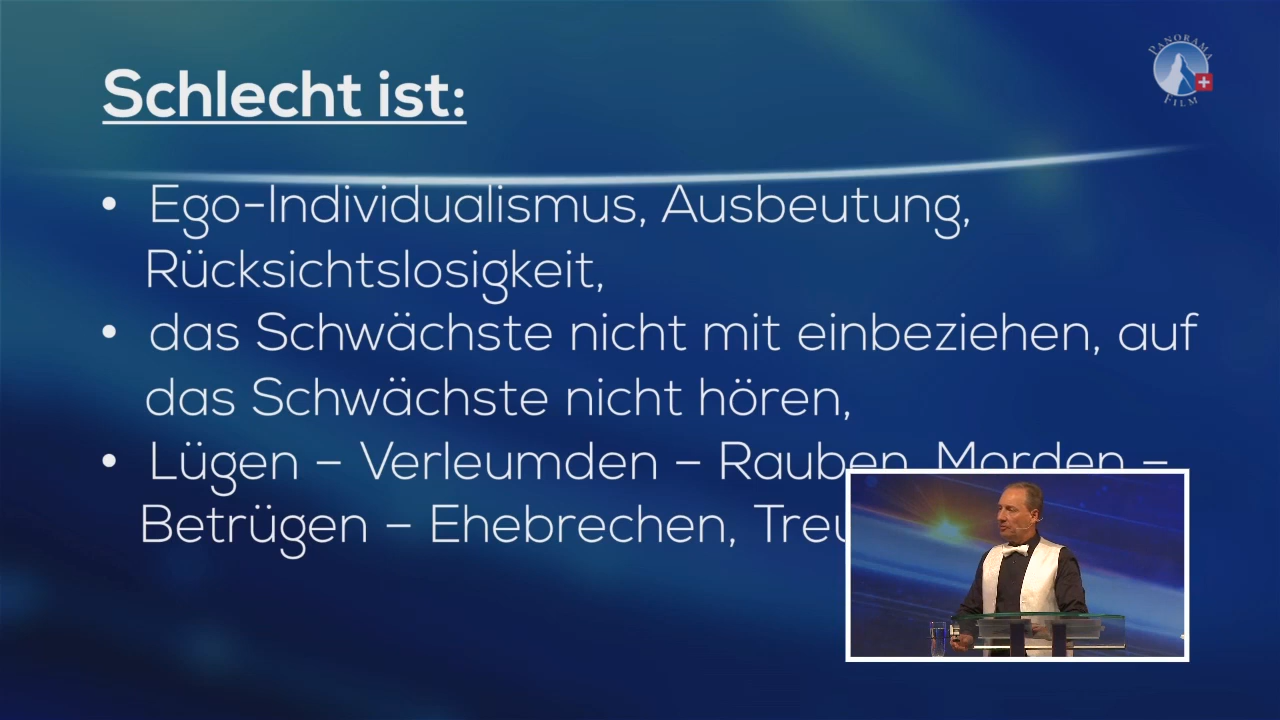 PANORAMA
FILM
Schlecht ist:
• Ego-Individualismus, Ausbeutung,
Rücksichtslosigkeit,
• das Schwächste nicht mit einbeziehen, auf
das Schwächste nicht hören,
• Lügen – Verleumden – Rauben, Morden –
Betrügen – Ehebrechen,